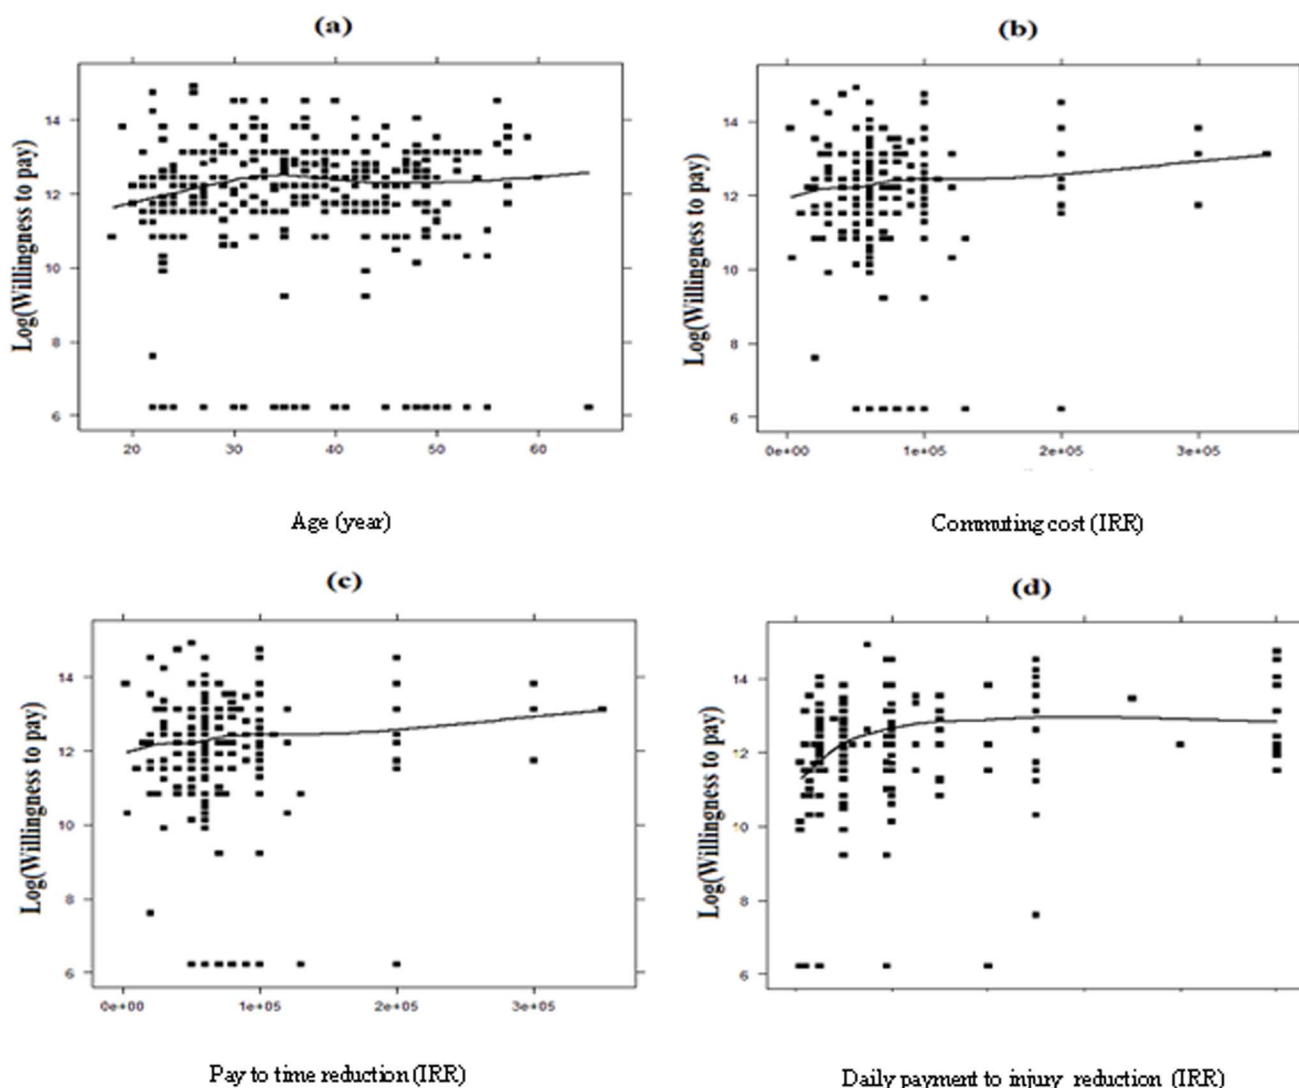 (a)
Log(Willingness to pay)
14
12
10
8
6
20 30 40 50 60
Age (year)
(b)
Log(Willingness to pay)
14
12
10
8
6
0e+00 1e+05 2e+05 3e+05
Commuting cost (IRR)
(c)
Log(Willingness to pay)
14
12
10
8
6
0e+00 1e+05 2e+05 3e+05
Pay to time reduction (IRR)
(d)
Log(Willingness to pay)
14
12
10
8
6
Daily payment to injury reduction (IRR)